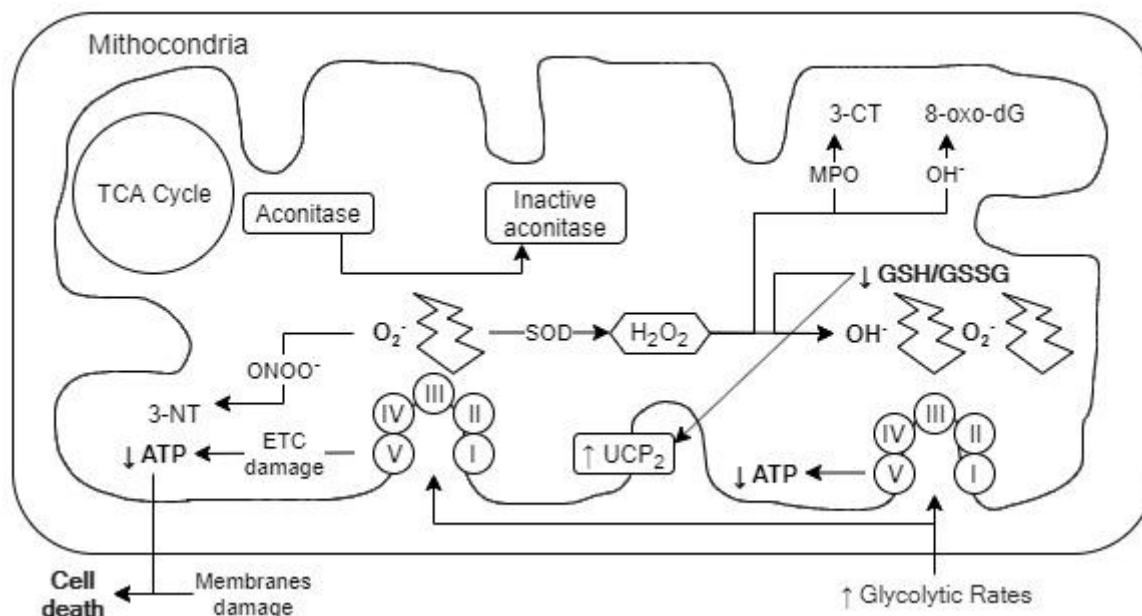 Mithocondria
TCA Cycle
Aconitase
Inactive
aconitase
3-CT
8-oxo-dG
MPO
OH⁻
↓ GSH/GSSG
O₂⁻
SOD
H₂O₂
OH⁻
O₂⁻
ONOO⁻
3-NT
↓ ATP
ETC
damage
V
IV
III
II
I
↑ UCP₂
↓ ATP
V
IV
III
II
I
Cell
death
Membranes
damage
↑ Glycolytic Rates